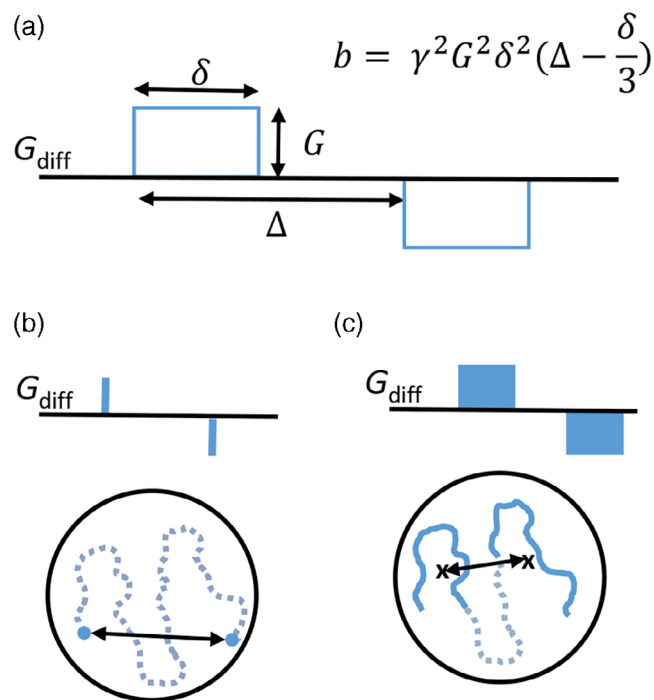 (a)
b = γ²G²δ²(Δ − δ/3)
δ
G
G_diff
Δ
(b)
(c)
G_diff
G_diff
x
x